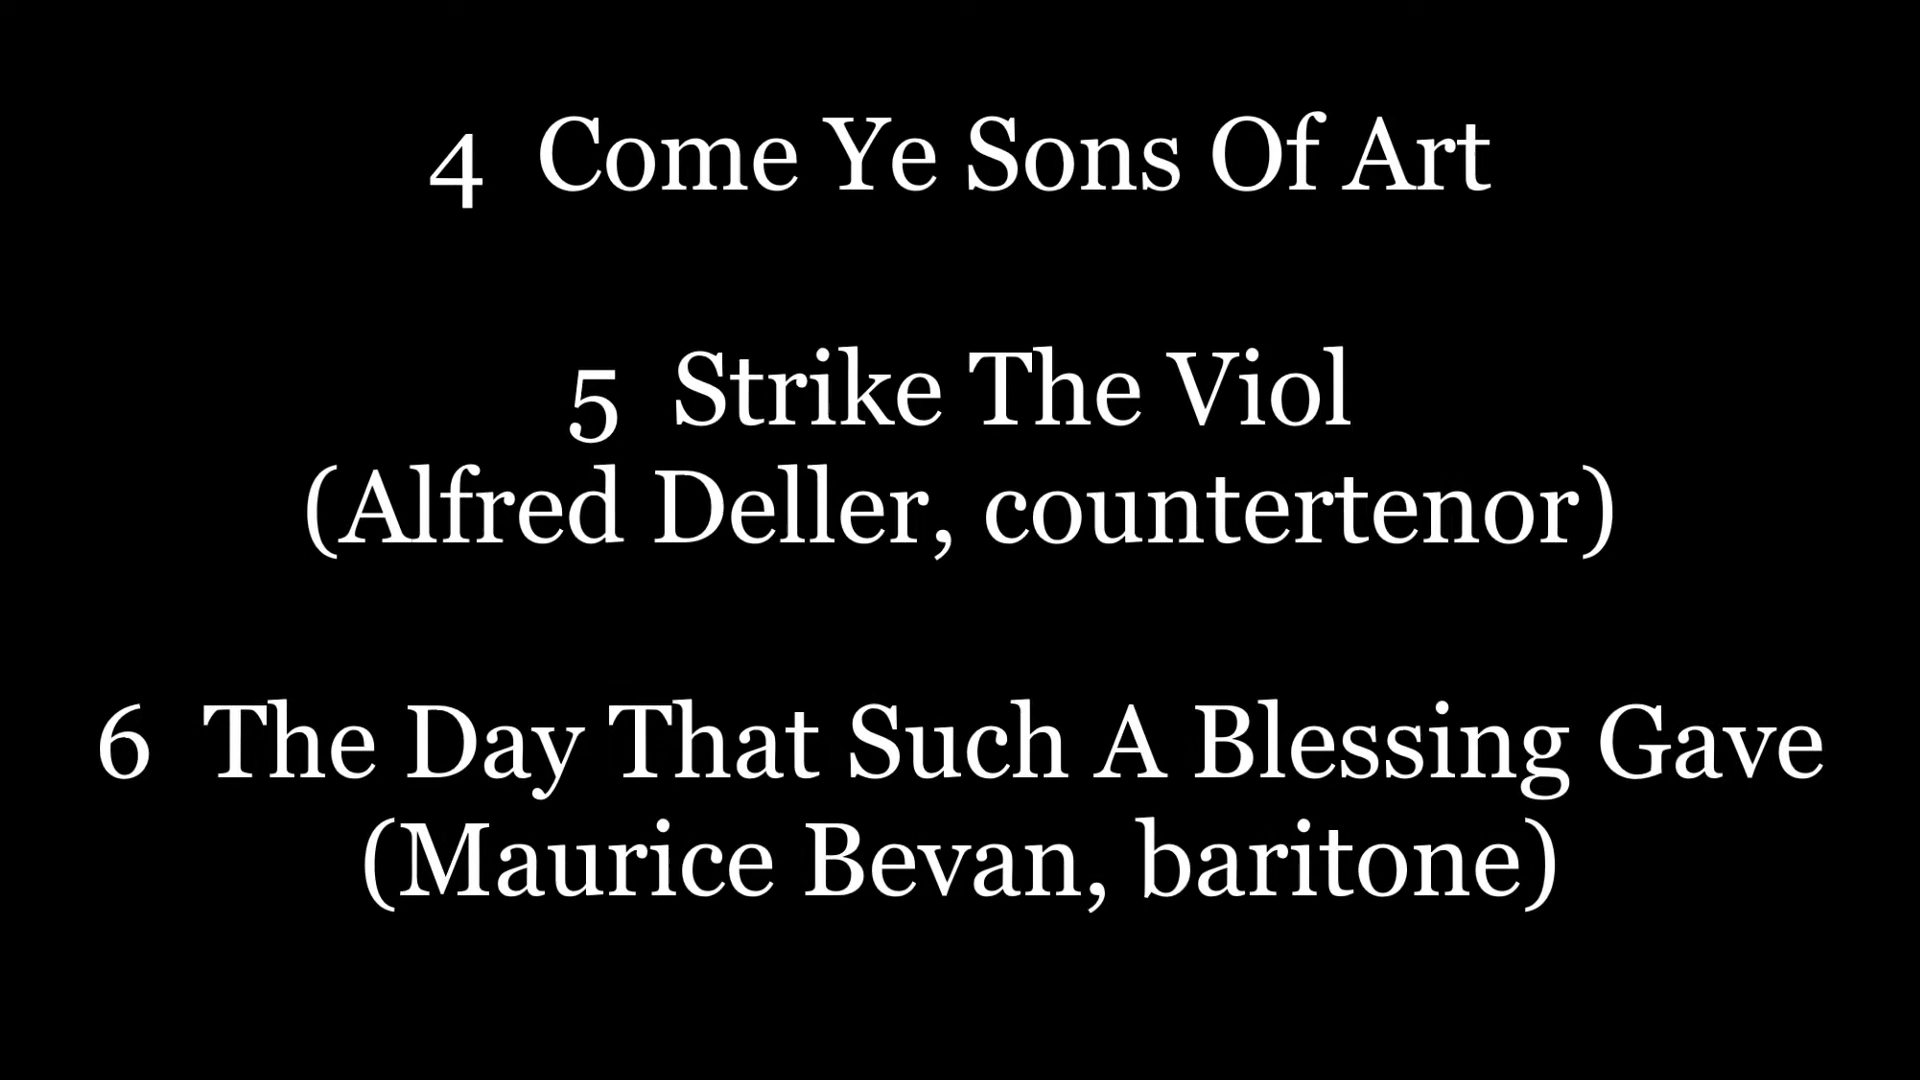 4 Come Ye Sons Of Art
5 Strike The Viol
(Alfred Deller, countertenor)
6 The Day That Such A Blessing Gave
(Maurice Bevan, baritone)